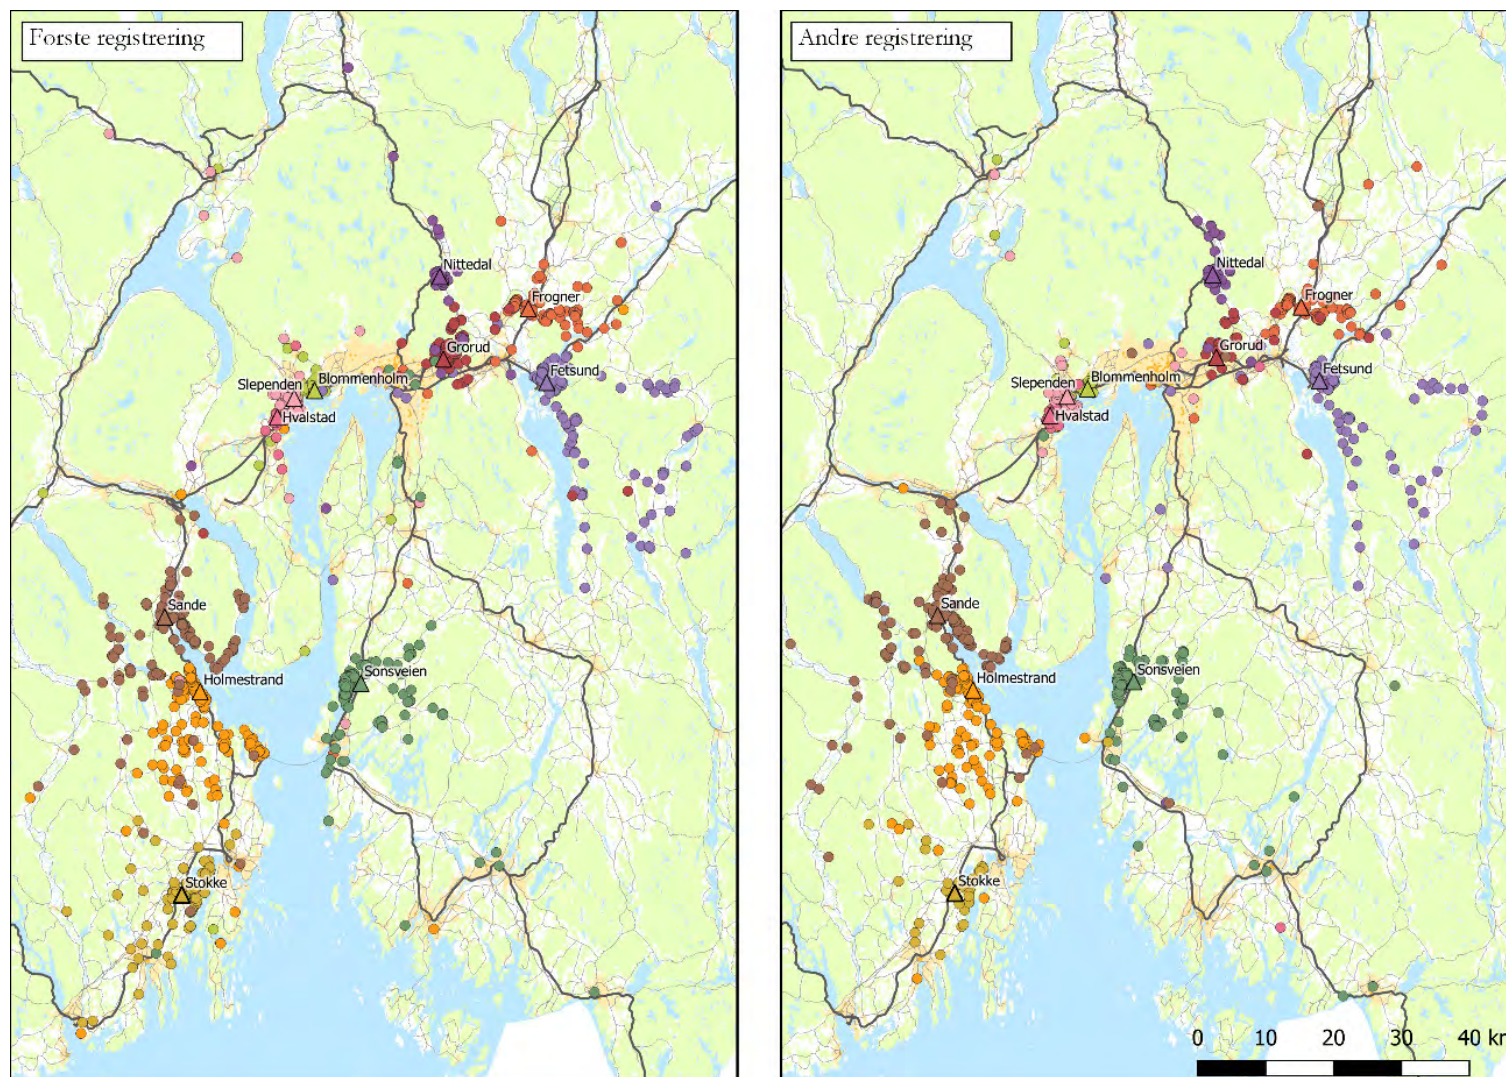 Første registrering
Nittedal
Frogner
Grorud
Fetsund
Slependen
Blommenholm
Hvalstad
Sande
Holmestrand
Sonsveien
Stokke
Andre registrering
Nittedal
Frogner
Grorud
Fetsund
Slependen
Blommenholm
Hvalstad
Sande
Holmestrand
Sonsveien
Stokke
0 10 20 30 40 km